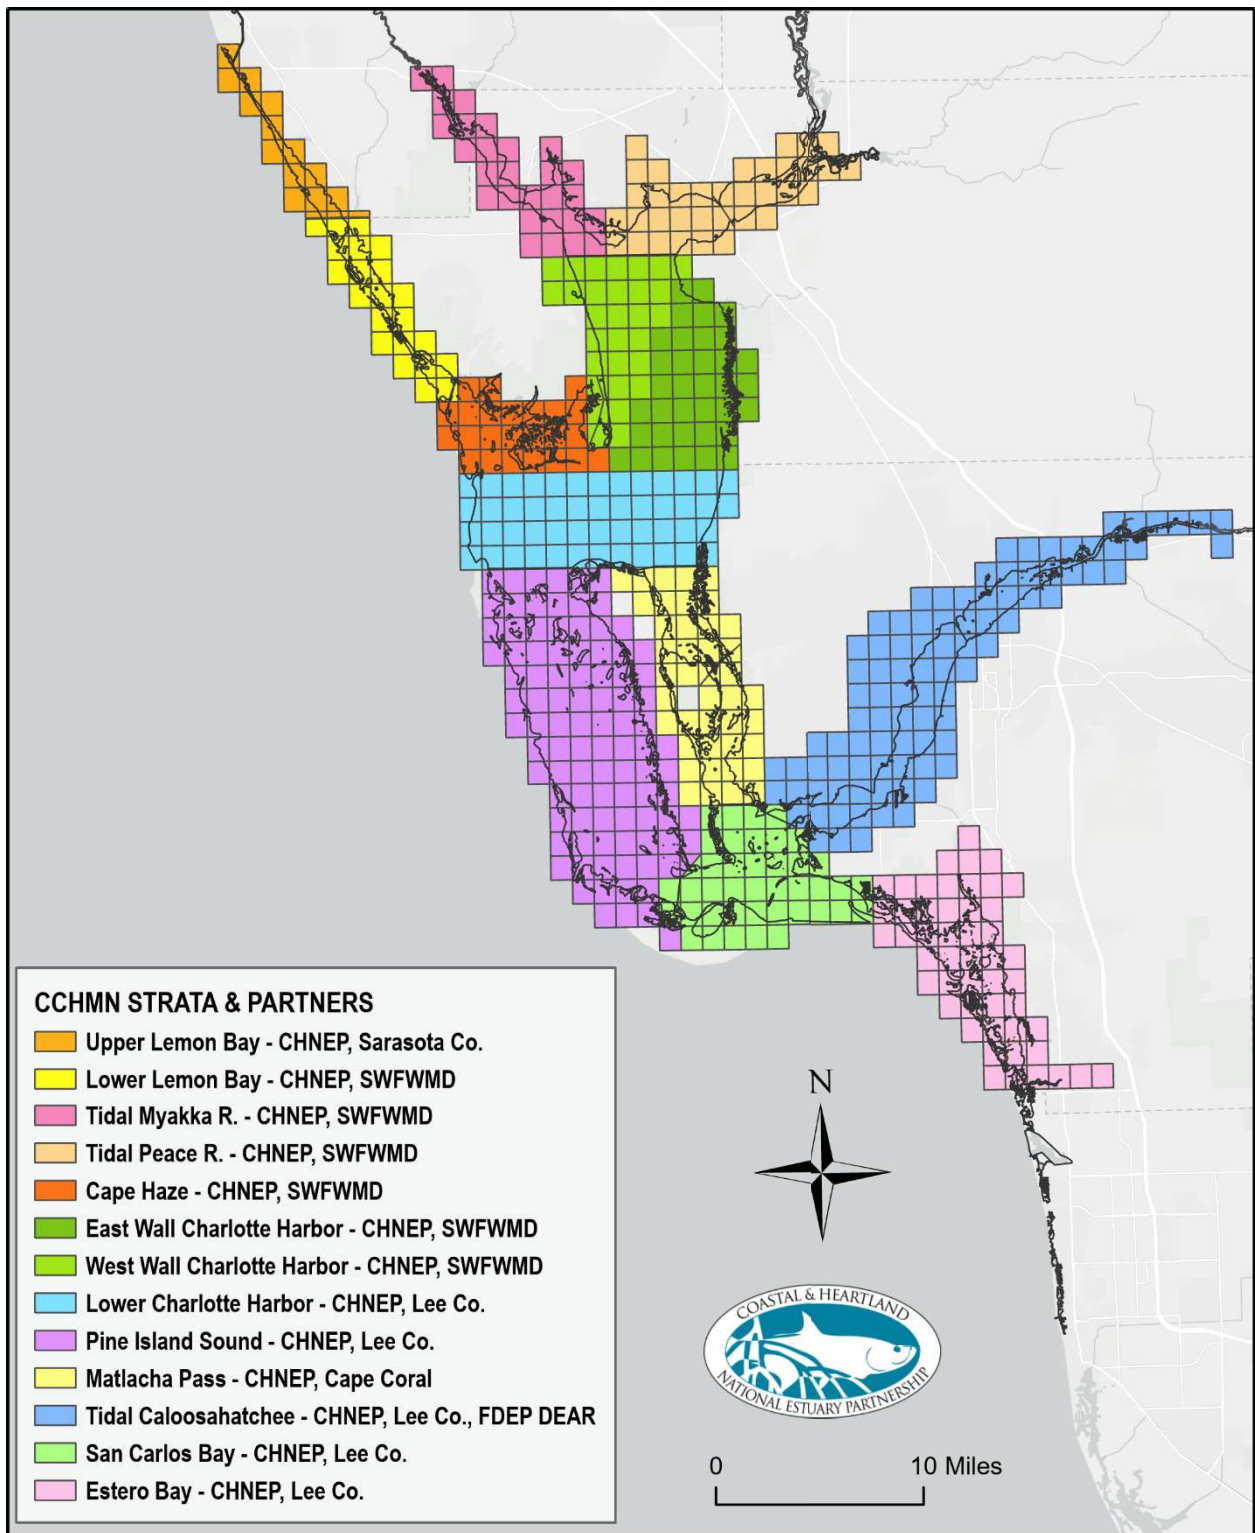 CCHMN STRATA & PARTNERS
Upper Lemon Bay - CHNEP, Sarasota Co.
Lower Lemon Bay - CHNEP, SWFWMD
Tidal Myakka R. - CHNEP, SWFWMD
Tidal Peace R. - CHNEP, SWFWMD
Cape Haze - CHNEP, SWFWMD
East Wall Charlotte Harbor - CHNEP, SWFWMD
West Wall Charlotte Harbor - CHNEP, SWFWMD
Lower Charlotte Harbor - CHNEP, Lee Co.
Pine Island Sound - CHNEP, Lee Co.
Matlacha Pass - CHNEP, Cape Coral
Tidal Caloosahatchee - CHNEP, Lee Co., FDEP DEAR
San Carlos Bay - CHNEP, Lee Co.
Estero Bay - CHNEP, Lee Co.
N
COASTAL & HEARTLAND
NATIONAL ESTUARY PARTNERSHIP
0 10 Miles